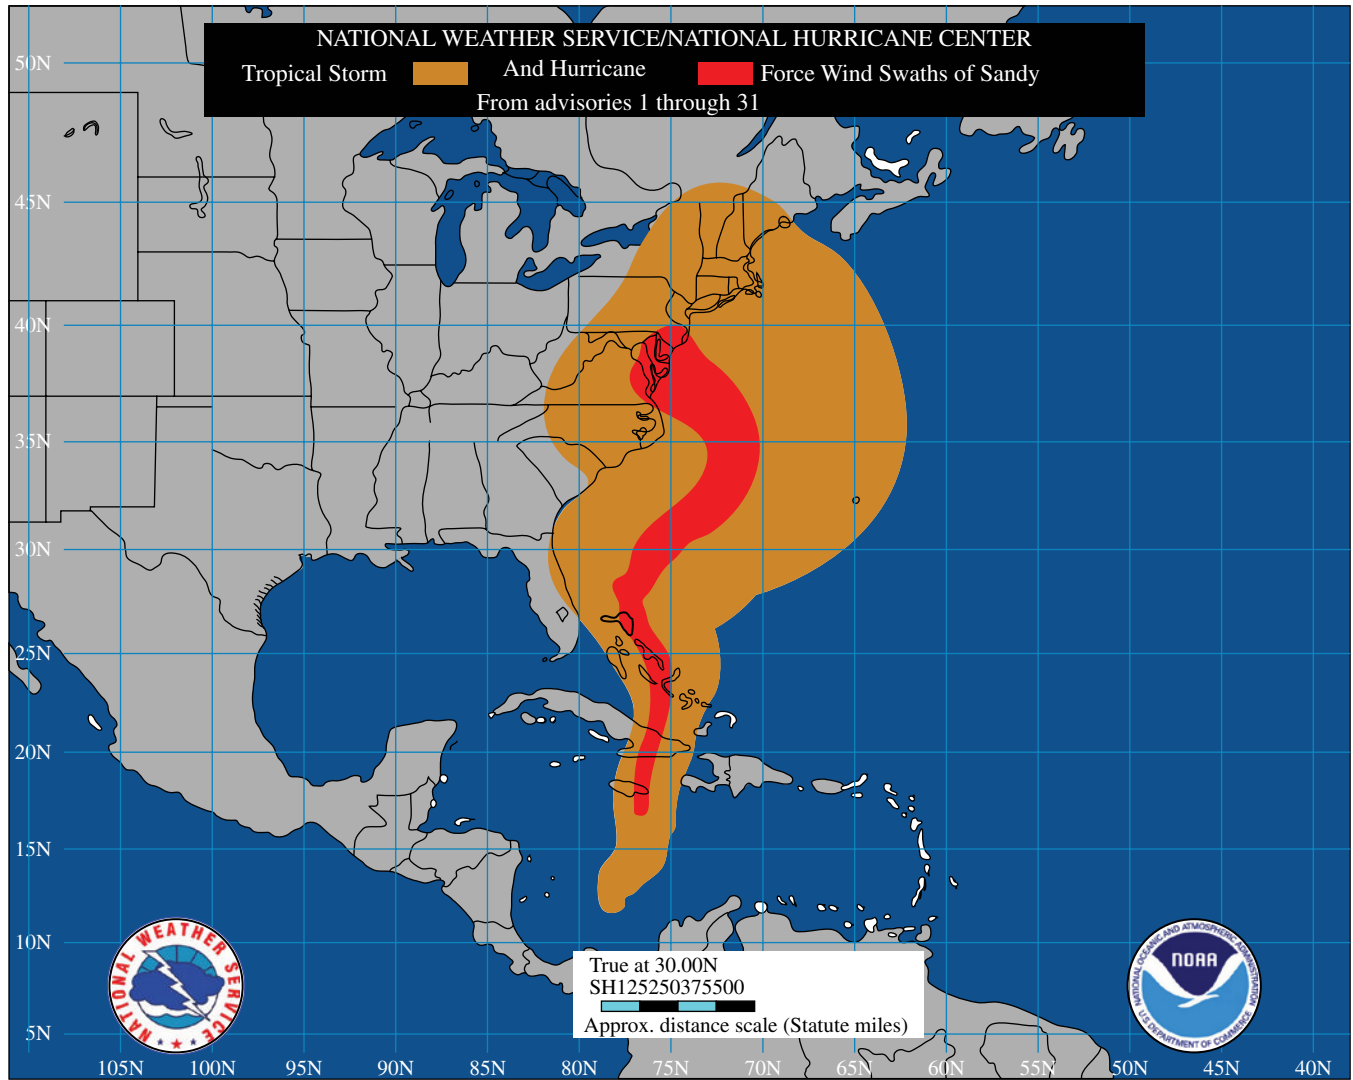 NATIONAL WEATHER SERVICE/NATIONAL HURRICANE CENTER
Tropical Storm And Hurricane Force Wind Swaths of Sandy
From advisories 1 through 31
50N
45N
40N
35N
30N
25N
20N
15N
10N
5N
105N 100N 95N 90N 85N 80N 75N 70N 65N 60N 55N 50N 45N 40N
True at 30.00N
SH125250375500
Approx. distance scale (Statute miles)
NATIONAL WEATHER SERVICE
NATIONAL OCEANIC AND ATMOSPHERIC ADMINISTRATION
NOAA
U.S. DEPARTMENT OF COMMERCE